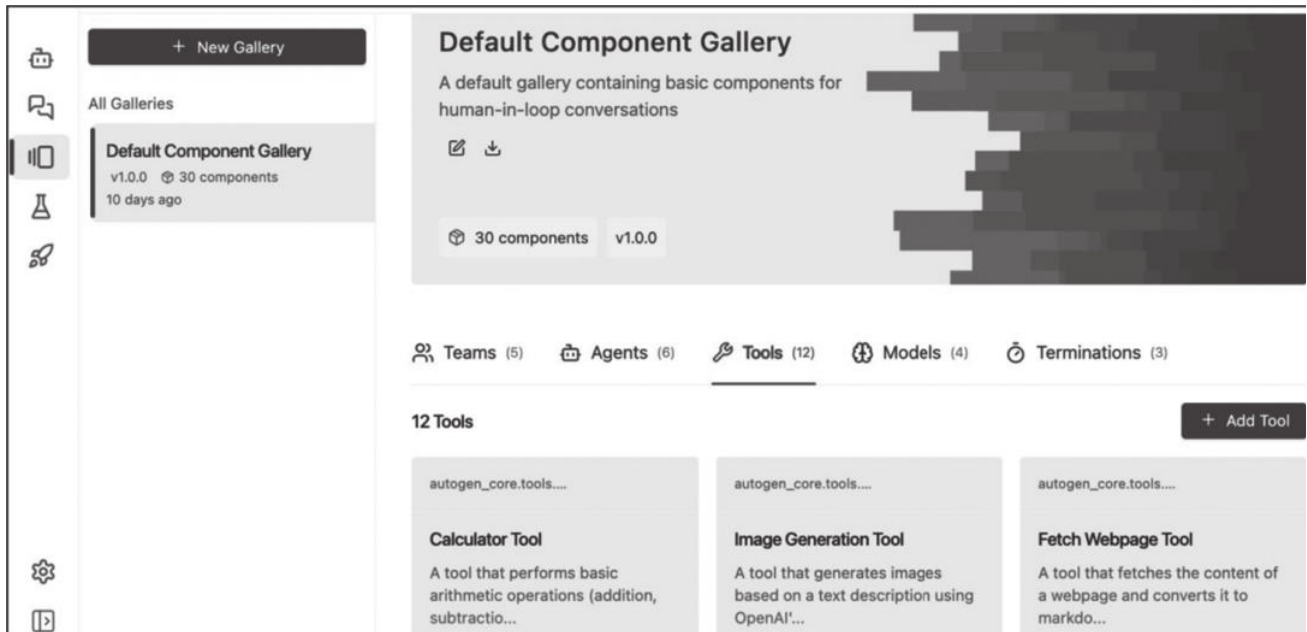 + New Gallery
All Galleries
Default Component Gallery
v1.0.0 30 components
10 days ago
Default Component Gallery
A default gallery containing basic components for
human-in-loop conversations
30 components v1.0.0
Teams (5) Agents (6) Tools (12) Models (4) Terminations (3)
12 Tools
+ Add Tool
autogen_core.tools....
Calculator Tool
A tool that performs basic
arithmetic operations (addition,
subtractio...
autogen_core.tools....
Image Generation Tool
A tool that generates images
based on a text description using
OpenAI'...
autogen_core.tools....
Fetch Webpage Tool
A tool that fetches the content of
a webpage and converts it to
markdo...